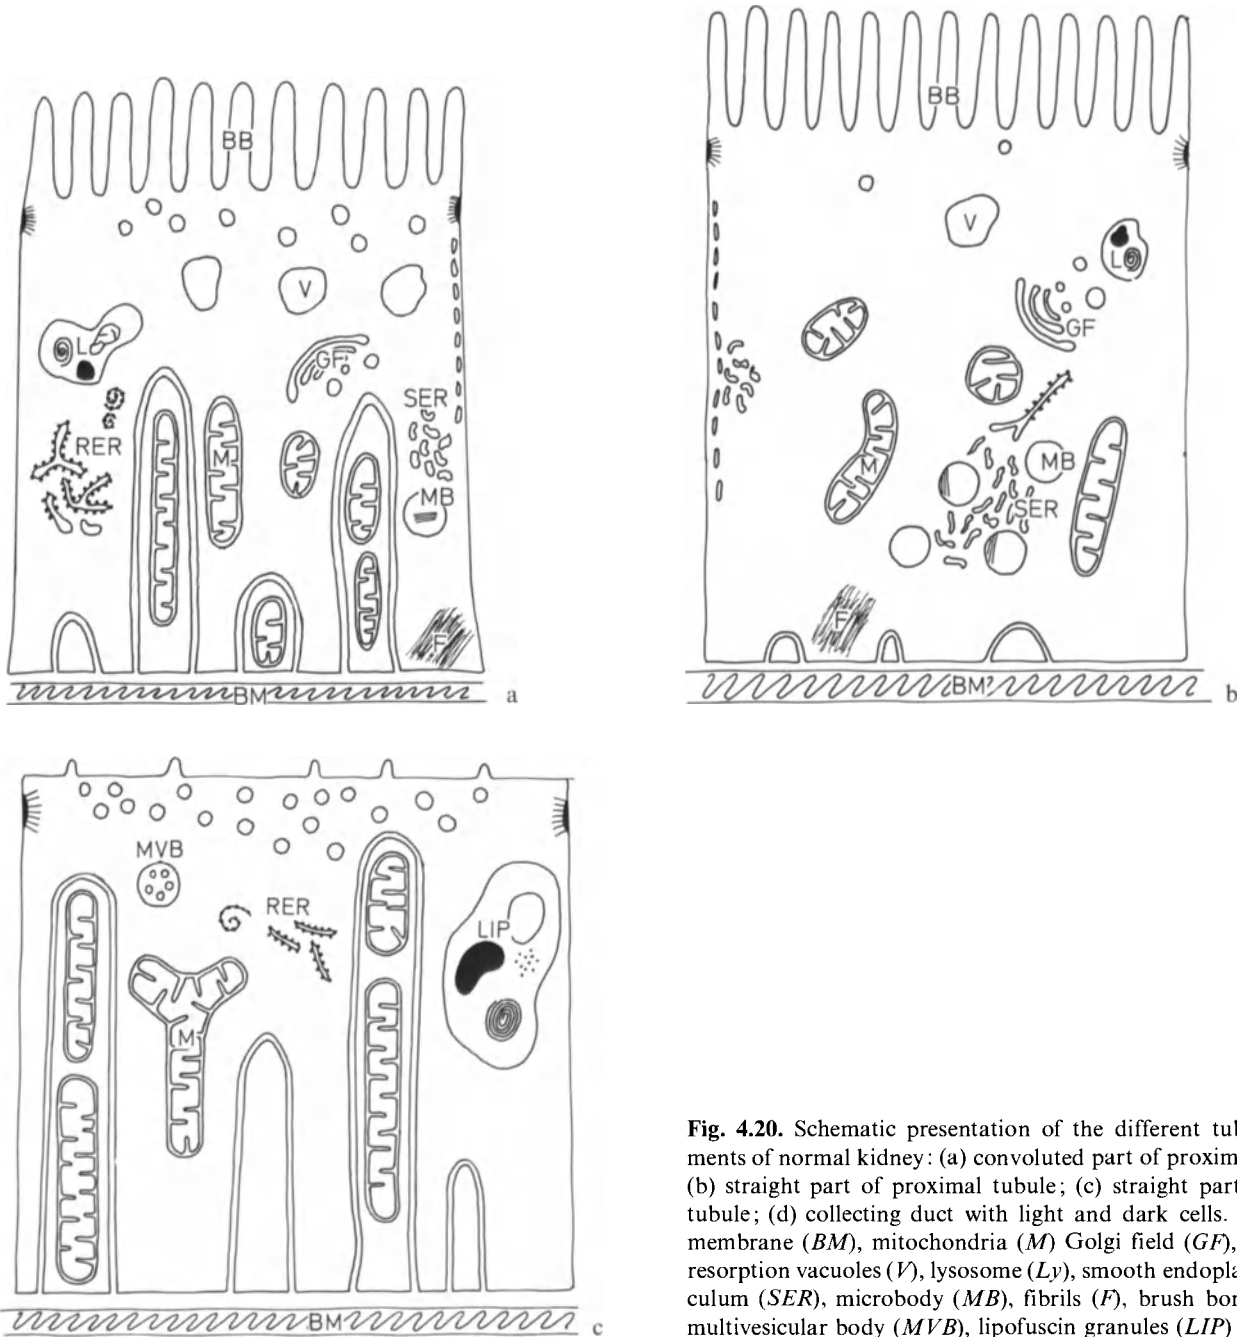 BB
V
L
GF
SER
RER
M
MB
F
BM
a
BB
V
L
GF
M
MB
SER
F
BM
b
MVB
RER
LIP
M
BM
c
Fig. 4.20. Schematic presentation of the different tub
ments of normal kidney: (a) convoluted part of proxim
(b) straight part of proximal tubule; (c) straight part
tubule; (d) collecting duct with light and dark cells.
membrane (BM), mitochondria (M) Golgi field (GF),
resorption vacuoles (V), lysosome (Ly), smooth endopla
culum (SER), microbody (MB), fibrils (F), brush bor
multivesicular body (MVB), lipofuscin granules (LIP)